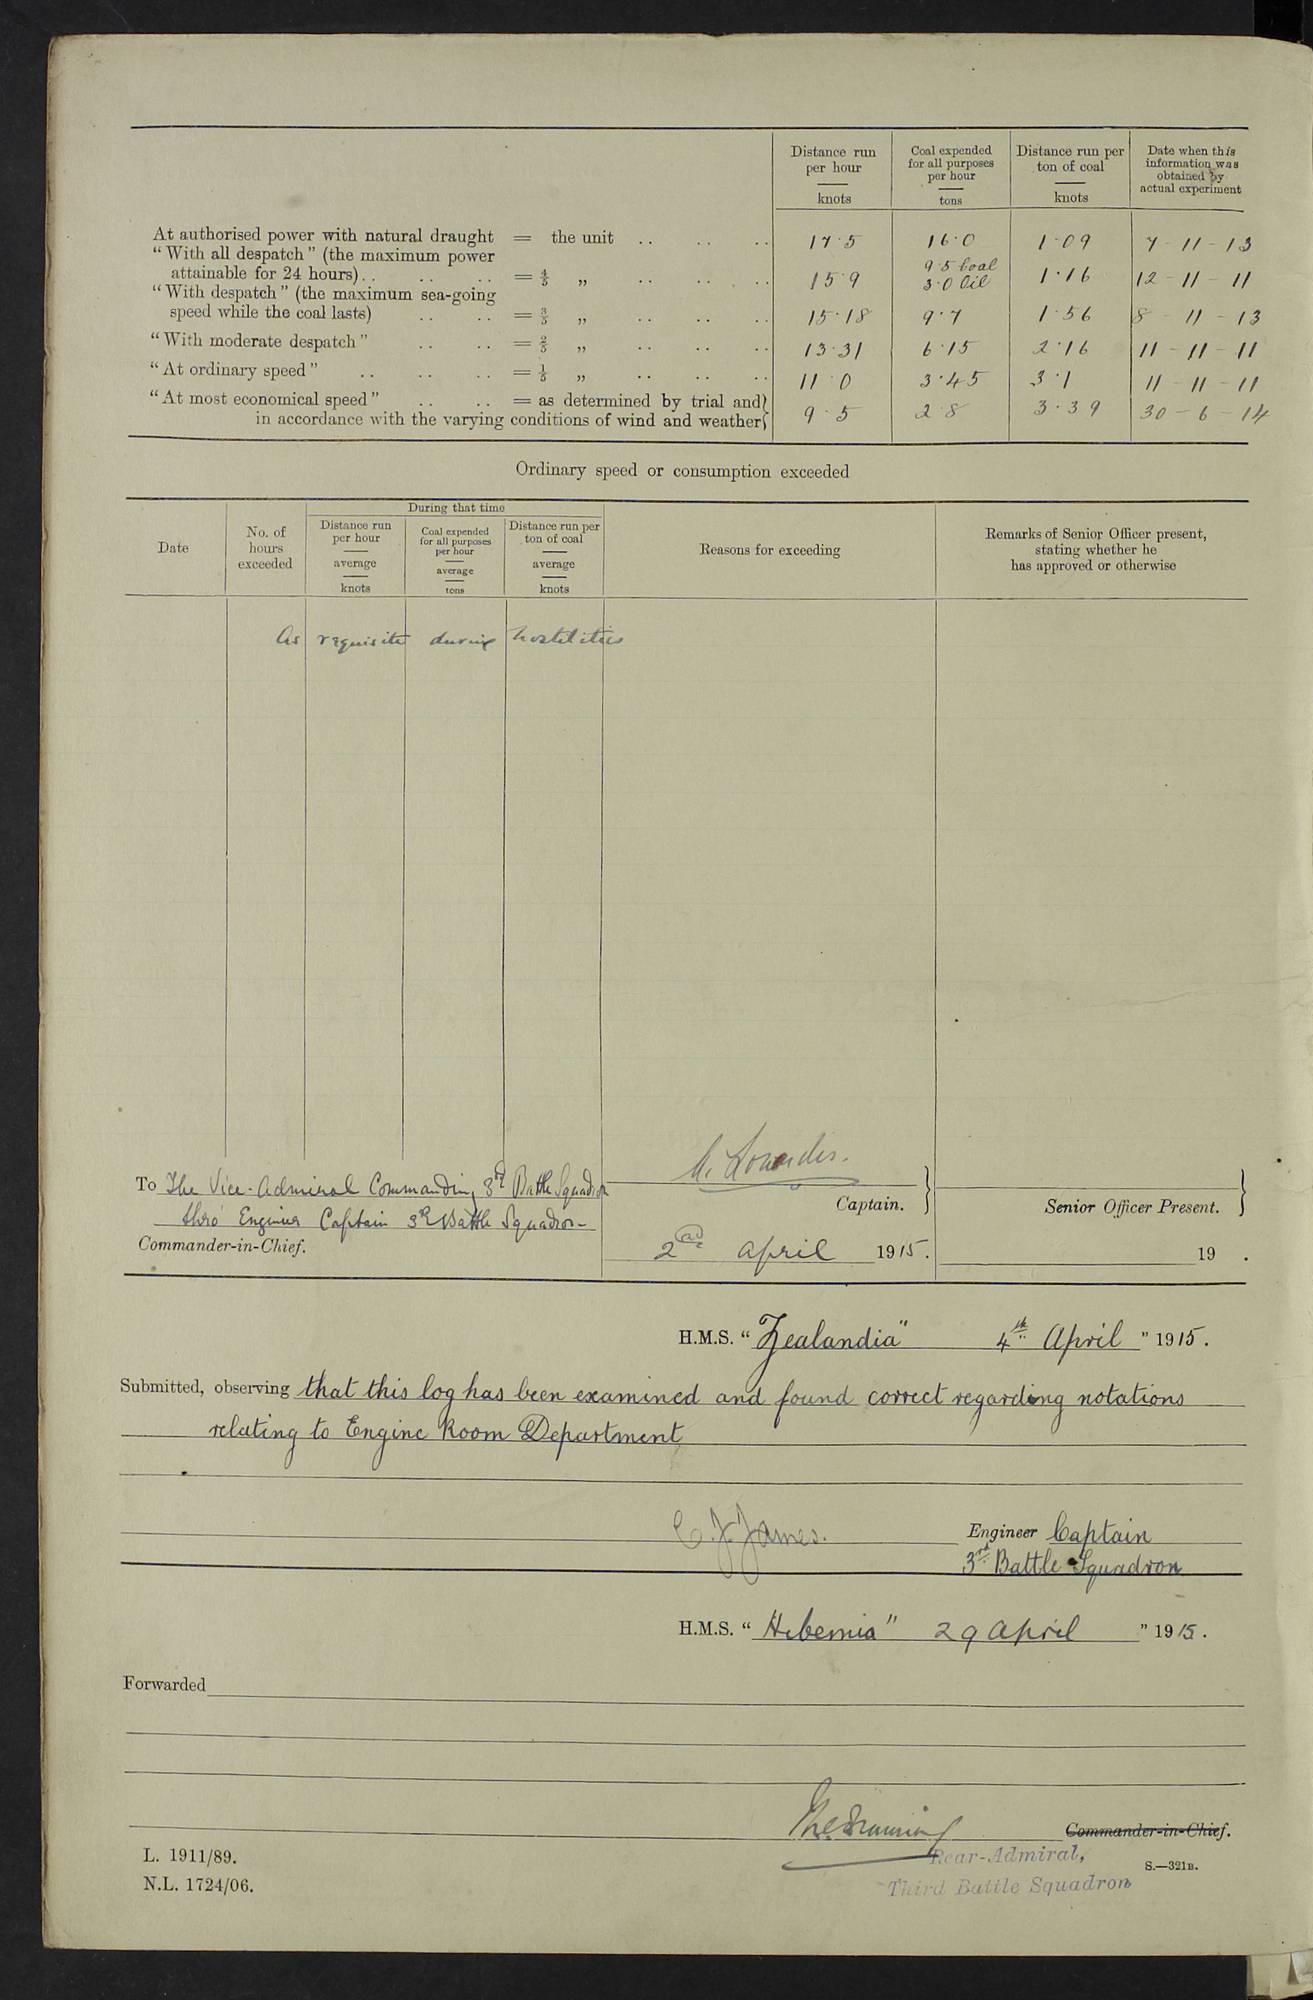 Distance run per hour knots
Coal expended for all purposes per hour tons
Distance run per ton of coal knots
Date when this information was obtained by actual experiment
At authorised power with natural draught = the unit .. .. .. 17·5 16·0 1·09 7-11-13
"With all despatch" (the maximum power
attainable for 24 hours) .. .. .. = 4/5 „ .. .. .. 15·9 9·5 Coal 3·0 Oil 1·16 12-11-11
"With despatch" (the maximum sea-going
speed while the coal lasts) .. .. = 3/5 „ .. .. .. 15·18 9·7 1·56 8-11-13
"With moderate despatch" .. .. = 2/5 „ .. .. .. 13·31 6·15 2·16 11-11-11
"At ordinary speed" .. .. .. = 1/5 „ .. .. .. 11·0 3·45 3·1 11-11-11
"At most economical speed" .. .. = as determined by trial and
in accordance with the varying conditions of wind and weather 9·5 2·8 3·39 30-6-14
Ordinary speed or consumption exceeded
Date
No. of hours exceeded
During that time
Distance run per hour average knots
Coal expended for all purposes per hour average tons
Distance run per ton of coal average knots
Reasons for exceeding
Remarks of Senior Officer present, stating whether he has approved or otherwise
As requisite during hostilities
To The Vice-Admiral Commanding 3rd Battle Squadron
thro' Engineer Captain 3rd Battle Squadron
Commander-in-Chief.
Captain.
2nd April 1915.
Senior Officer Present.
19 .
H.M.S. "Zealandia" 4th April " 1915.
Submitted, observing that this log has been examined and found correct regarding notations
relating to Engine Room Department
C. J. James. Engineer Captain
3rd Battle Squadron
H.M.S. "Hibernia" 29 April " 1915.
Forwarded
Commander-in-Chief.
Rear-Admiral,
Third Battle Squadron
L. 1911/89.
N.L. 1724/06.
S.—321B.